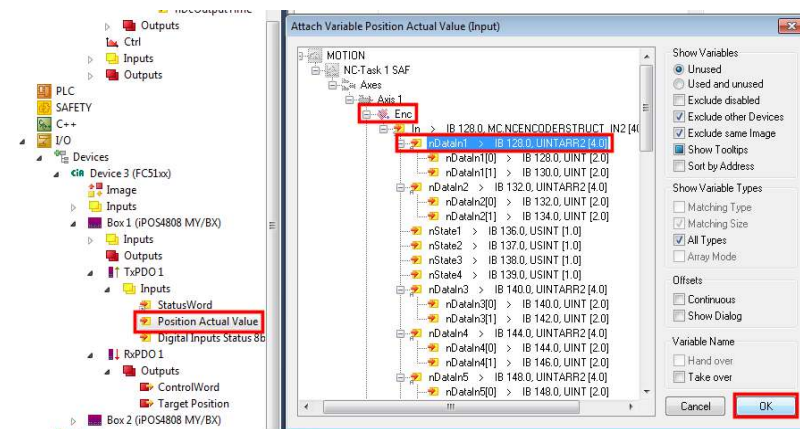 Outputs
Ctrl
Inputs
Outputs
PLC
SAFETY
C++
I/O
Devices
Device 3 (FC51xx)
Image
Inputs
Box 1 (iPOS4808 MY/BX)
Inputs
Outputs
TxPDO 1
Inputs
StatusWord
Position Actual Value
Digital Inputs Status 8b
RxPDO 1
Outputs
ControlWord
Target Position
Box 2 (iPOS4808 MY/BX)
Attach Variable Position Actual Value (Input)
MOTION
NC-Task 1 SAF
Axes
Axis 1
Enc
In > IB 128.0, MC.NCENCODERSTRUCT_IN2 [40
nDataIn1 > IB 128.0, UINTARR2 [4.0]
nDataIn1[0] > IB 128.0, UINT [2.0]
nDataIn1[1] > IB 130.0, UINT [2.0]
nDataIn2 > IB 132.0, UINTARR2 [4.0]
nDataIn2[0] > IB 132.0, UINT [2.0]
nDataIn2[1] > IB 134.0, UINT [2.0]
nState1 > IB 136.0, USINT [1.0]
nState2 > IB 137.0, USINT [1.0]
nState3 > IB 138.0, USINT [1.0]
nState4 > IB 139.0, USINT [1.0]
nDataIn3 > IB 140.0, UINTARR2 [4.0]
nDataIn3[0] > IB 140.0, UINT [2.0]
nDataIn3[1] > IB 142.0, UINT [2.0]
nDataIn4 > IB 144.0, UINTARR2 [4.0]
nDataIn4[0] > IB 144.0, UINT [2.0]
nDataIn4[1] > IB 146.0, UINT [2.0]
nDataIn5 > IB 148.0, UINTARR2 [4.0]
nDataIn5[0] > IB 148.0, UINT [2.0]
Show Variables
Unused
Used and unused
Exclude disabled
Exclude other Devices
Exclude same Image
Show Tooltips
Sort by Address
Show Variable Types
Matching Type
Matching Size
All Types
Array Mode
Offsets
Continuous
Show Dialog
Variable Name
Hand over
Take over
Cancel
OK